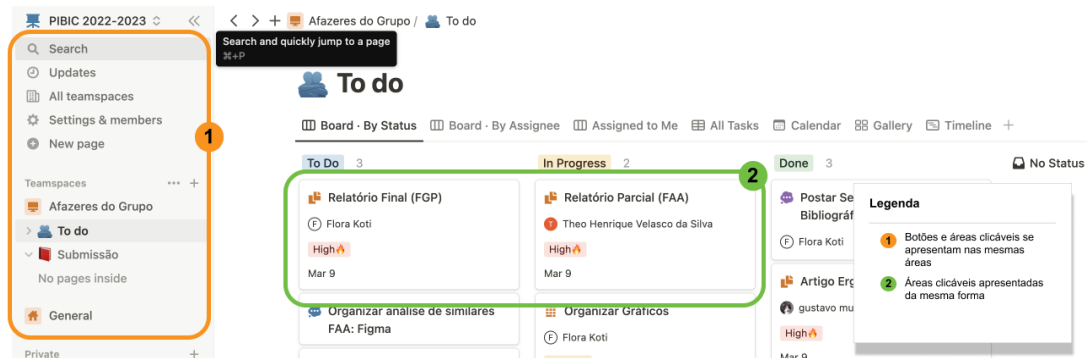 PIBIC 2022-2023
Afazeres do Grupo / To do
Search
Search and quickly jump to a page
⌘+P
Updates
All teamspaces
Settings & members
New page
1
Teamspaces
Afazeres do Grupo
To do
Submissão
No pages inside
General
Private
To do
Board · By Status
Board · By Assignee
Assigned to Me
All Tasks
Calendar
Gallery
Timeline
To Do 3
In Progress 2
Done 3
No Status
2
Relatório Final (FGP)
F Flora Koti
High🔥
Mar 9
Organizar análise de similares
FAA: Figma
Relatório Parcial (FAA)
T Theo Henrique Velasco da Silva
High🔥
Mar 9
Organizar Gráficos
F Flora Koti
Postar Se
Bibliográf
F Flora Koti
Artigo Erg
gustavo mu
High🔥
Mar 9
Legenda
1 Botões e áreas clicáveis se
apresentam nas mesmas
áreas
2 Áreas clicáveis apresentadas
da mesma forma